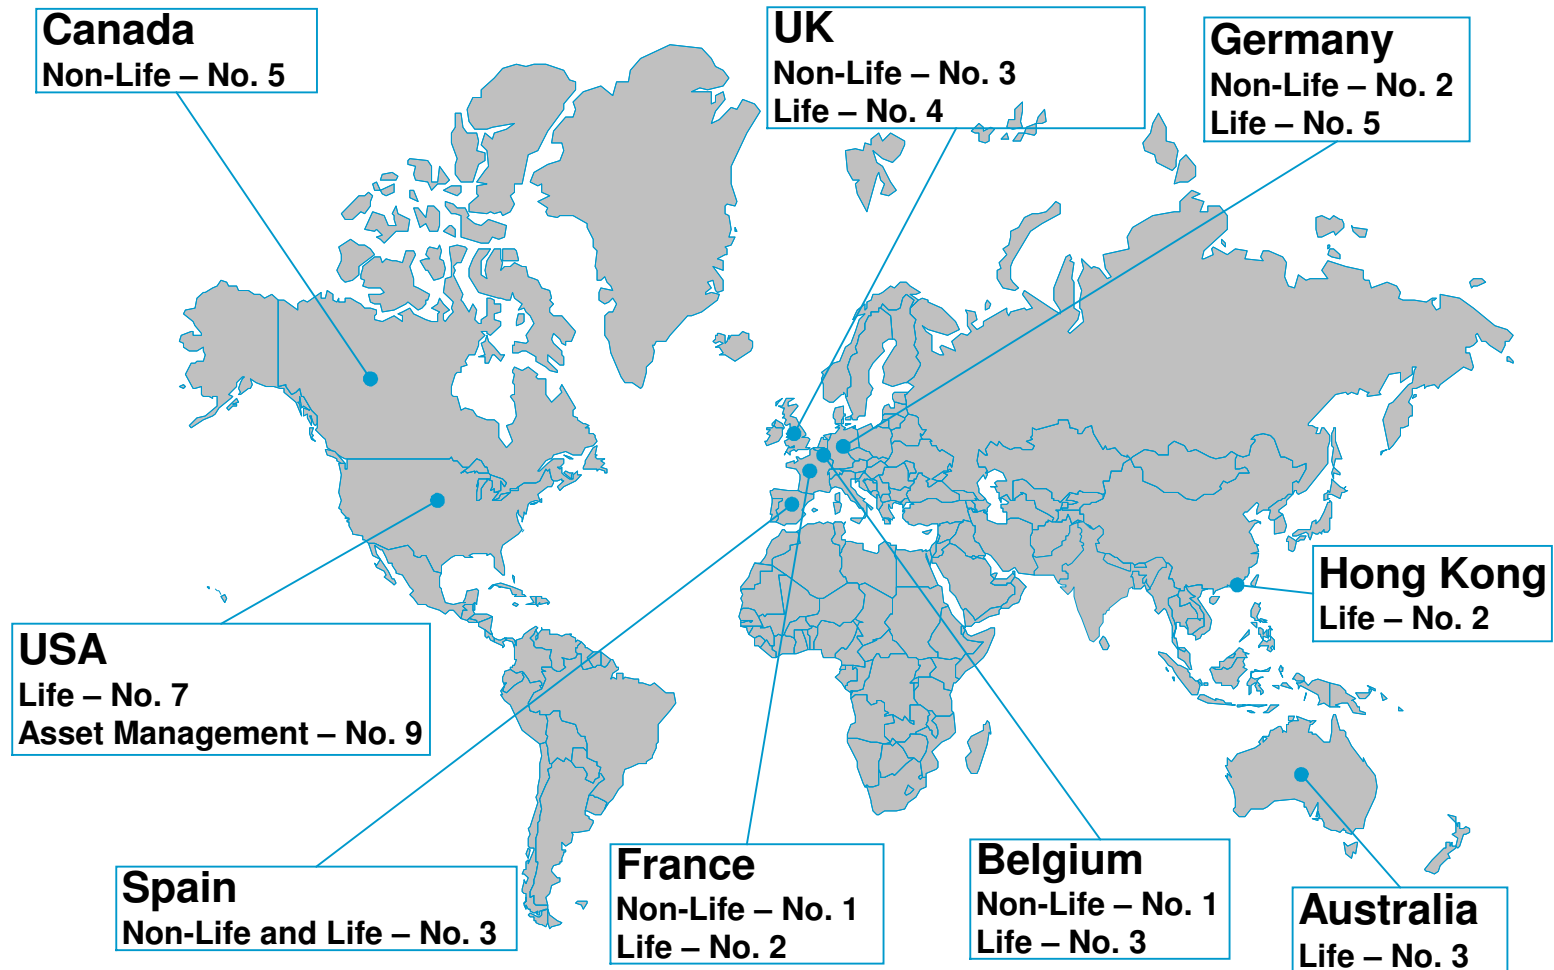 Canada
Non-Life – No. 5
UK
Non-Life – No. 3
Life – No. 4
Germany
Non-Life – No. 2
Life – No. 5
Hong Kong
Life – No. 2
USA
Life – No. 7
Asset Management – No. 9
Spain
Non-Life and Life – No. 3
France
Non-Life – No. 1
Life – No. 2
Belgium
Non-Life – No. 1
Life – No. 3
Australia
Life – No. 3